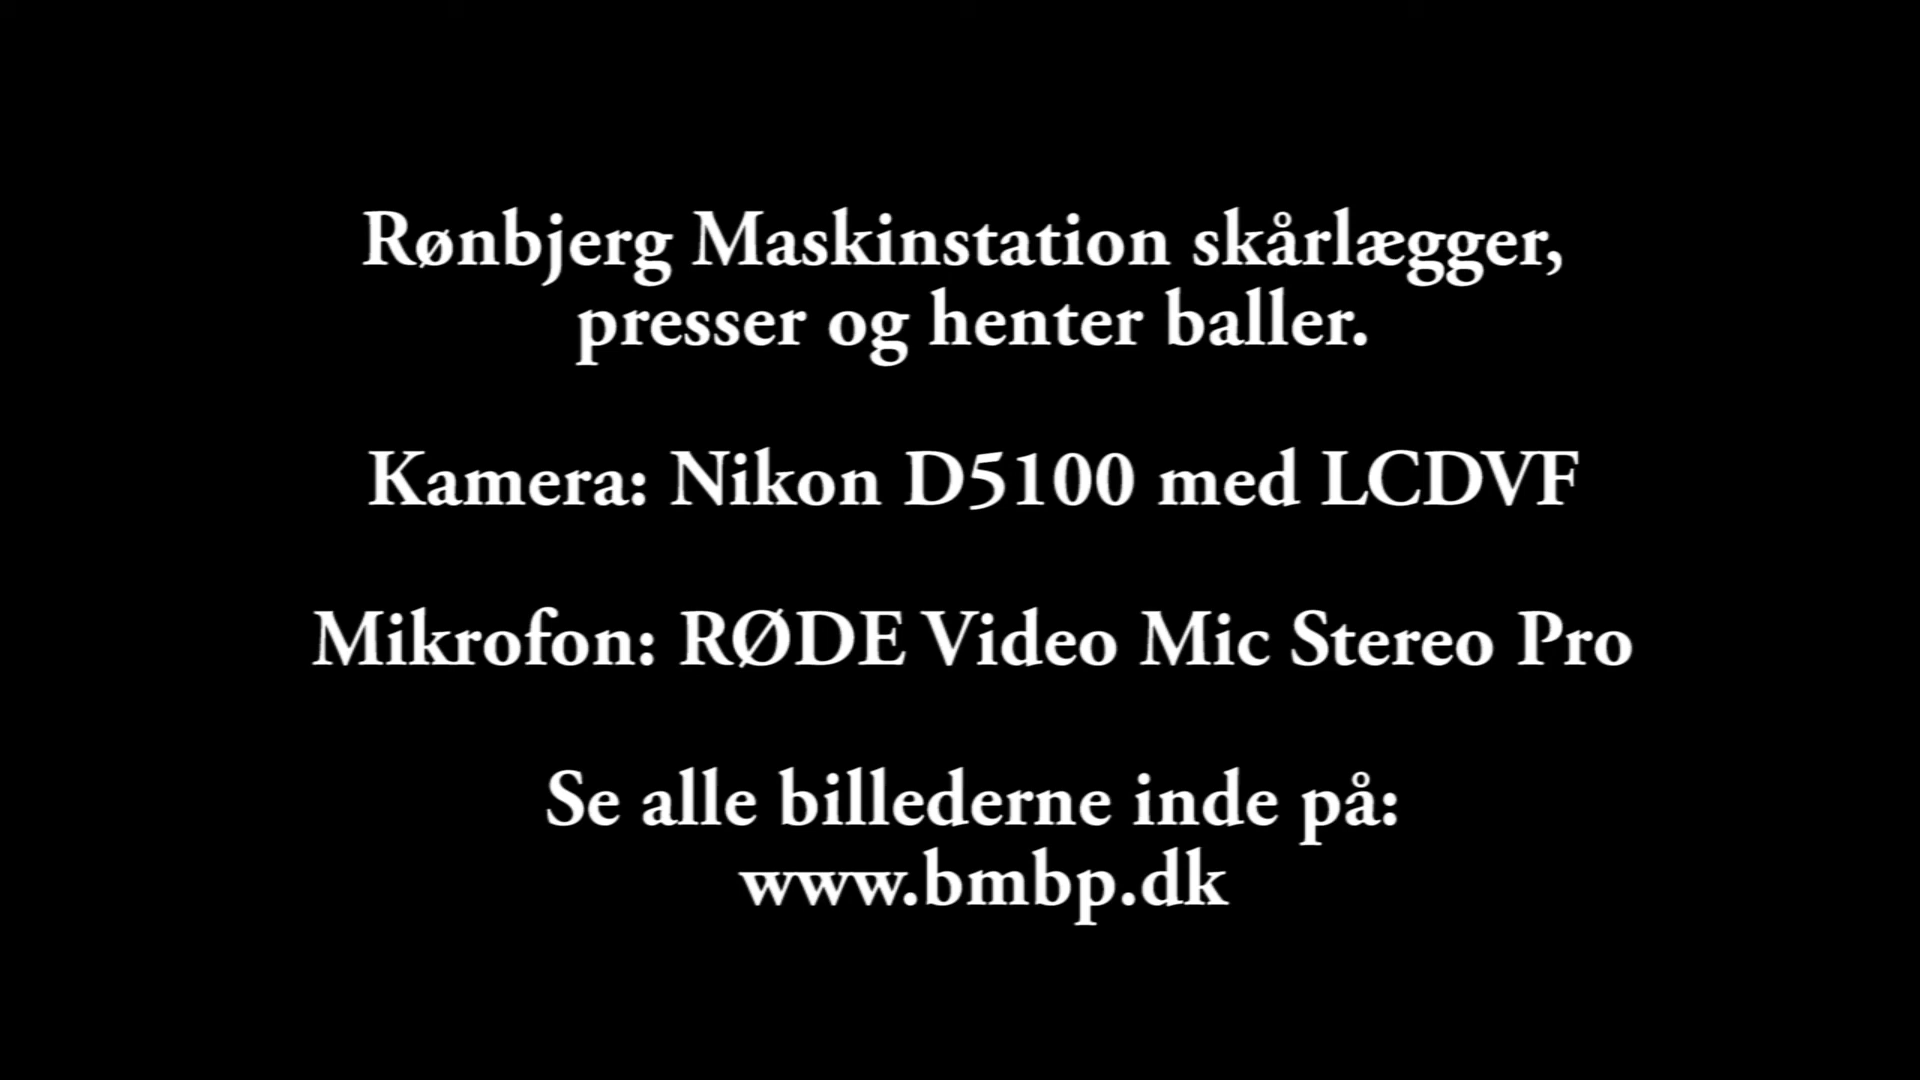 Rønbjerg Maskinstation skårlægger,
presser og henter baller.
Kamera: Nikon D5100 med LCDVF
Mikrofon: RØDE Video Mic Stereo Pro
Se alle billederne inde på:
www.bmbp.dk